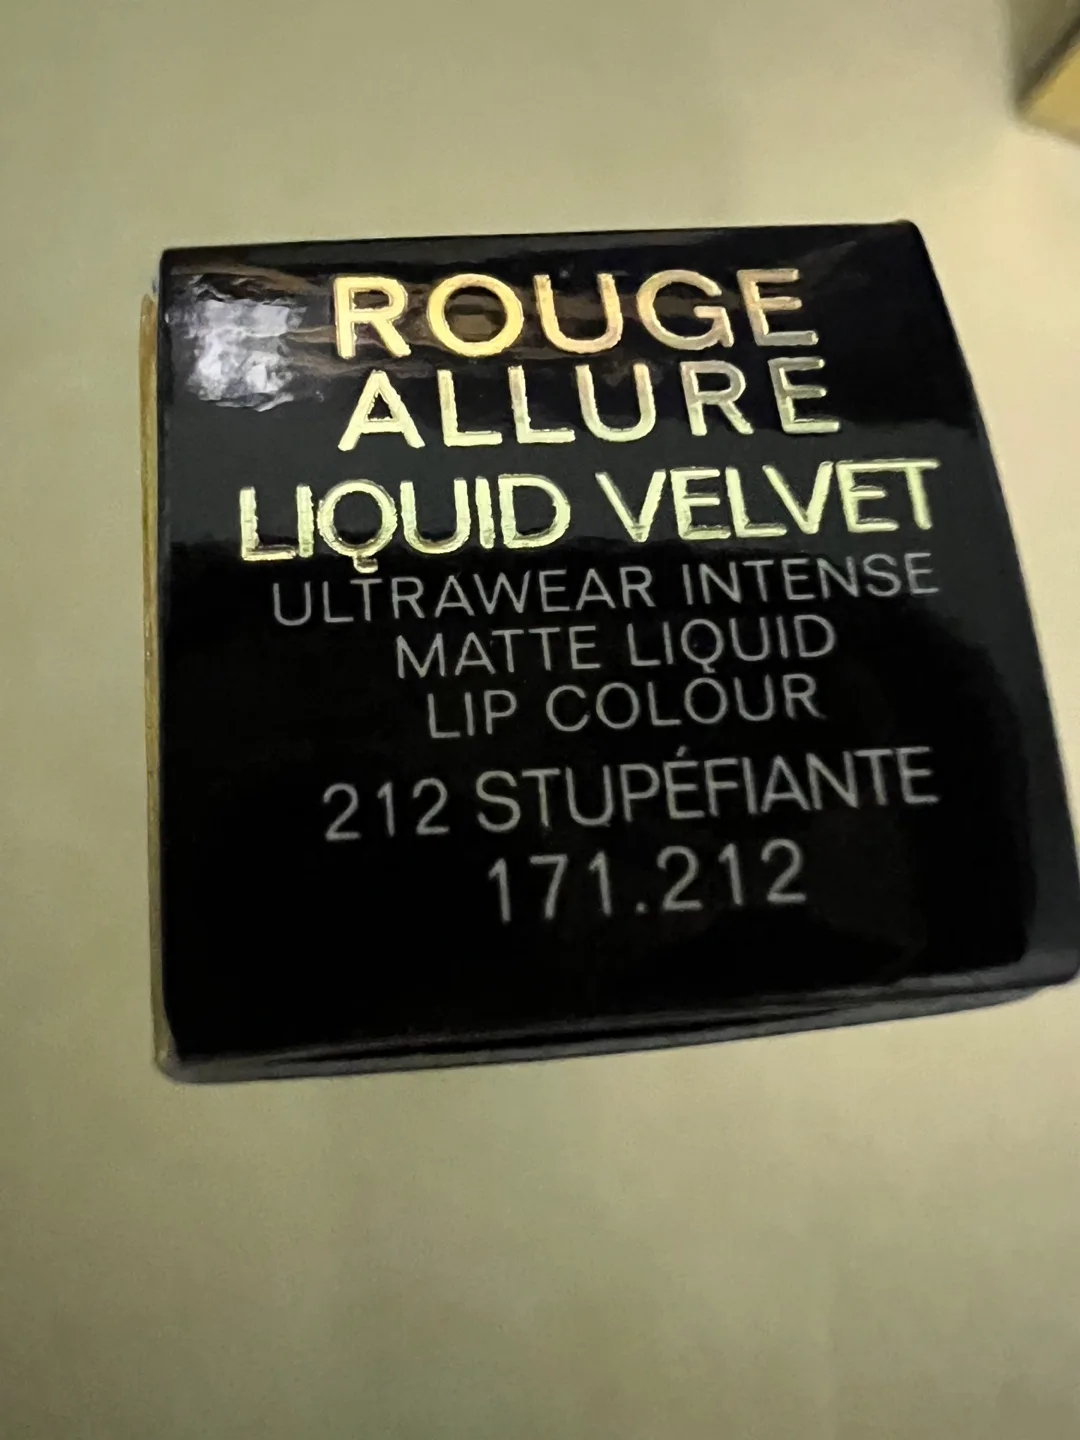 ROUGE
ALLURE
LIQUID VELVET
ULTRAWEAR INTENSE
MATTE LIQUID
LIP COLOUR
212 STUPÉFIANTE
171.212